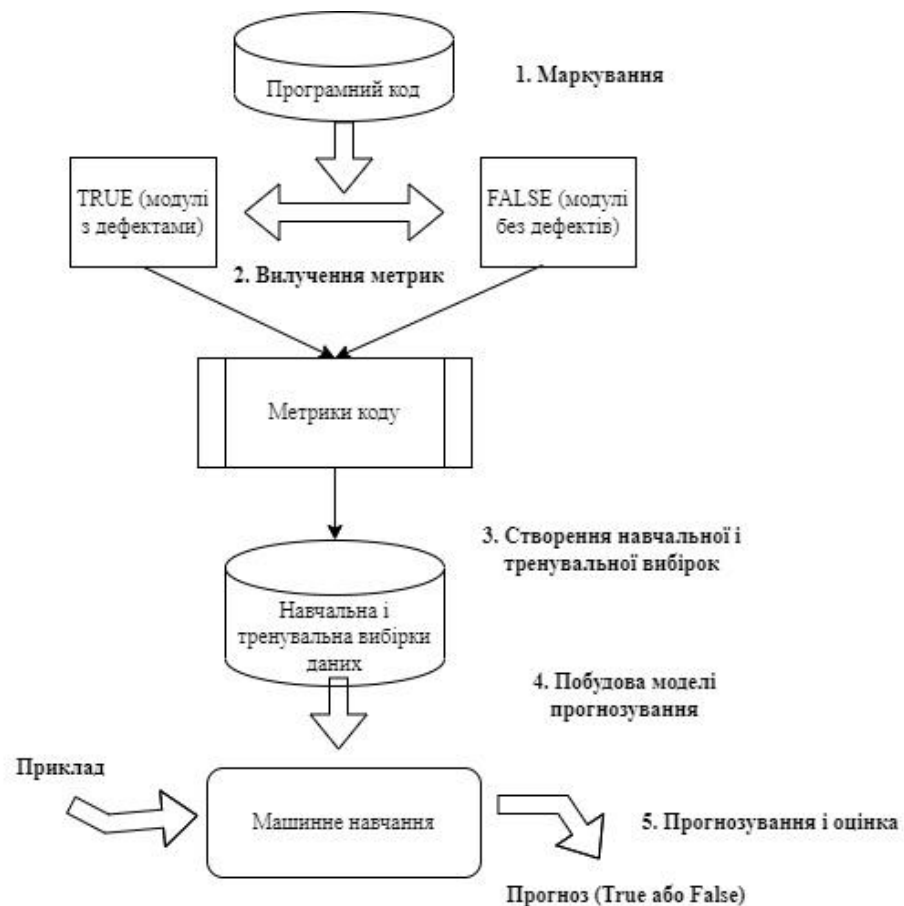 Програмний код
1. Маркування
TRUE (модулі
з дефектами)
FALSE (модулі
без дефектів)
2. Вилучення метрик
Метрики коду
3. Створення навчальної і
тренувальної вибірок
Навчальна і
тренувальна вибірки
даних
4. Побудова моделі
прогнозування
Приклад
Машинне навчання
5. Прогнозування і оцінка
Прогноз (True або False)